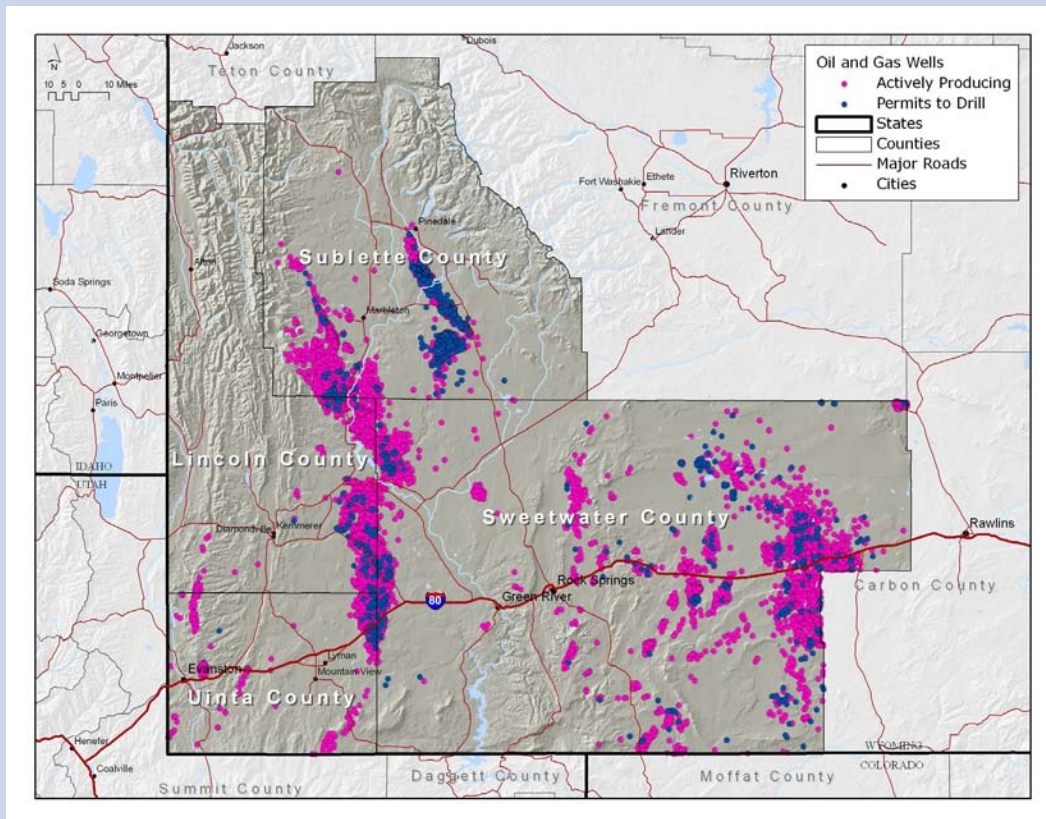 Oil and Gas Wells
Actively Producing
Permits to Drill
States
Counties
Major Roads
Cities
N
10 5 0 10 Miles
Jackson
Teton County
Dubois
Fort Washakie
Ethete
Riverton
Fremont County
Lander
Pinedale
Sublette County
Afton
Soda Springs
Marbleton
Georgetown
Montpelier
Paris
Lincoln County
IDAHO
UTAH
Sweetwater County
Diamondville
Kemmerer
Rawlins
Rock Springs
Carbon County
80
Green River
Evanston
Lyman
Mountain View
Uinta County
Henefer
Coalville
WYOMING
COLORADO
Daggett County
Moffat County
Summit County